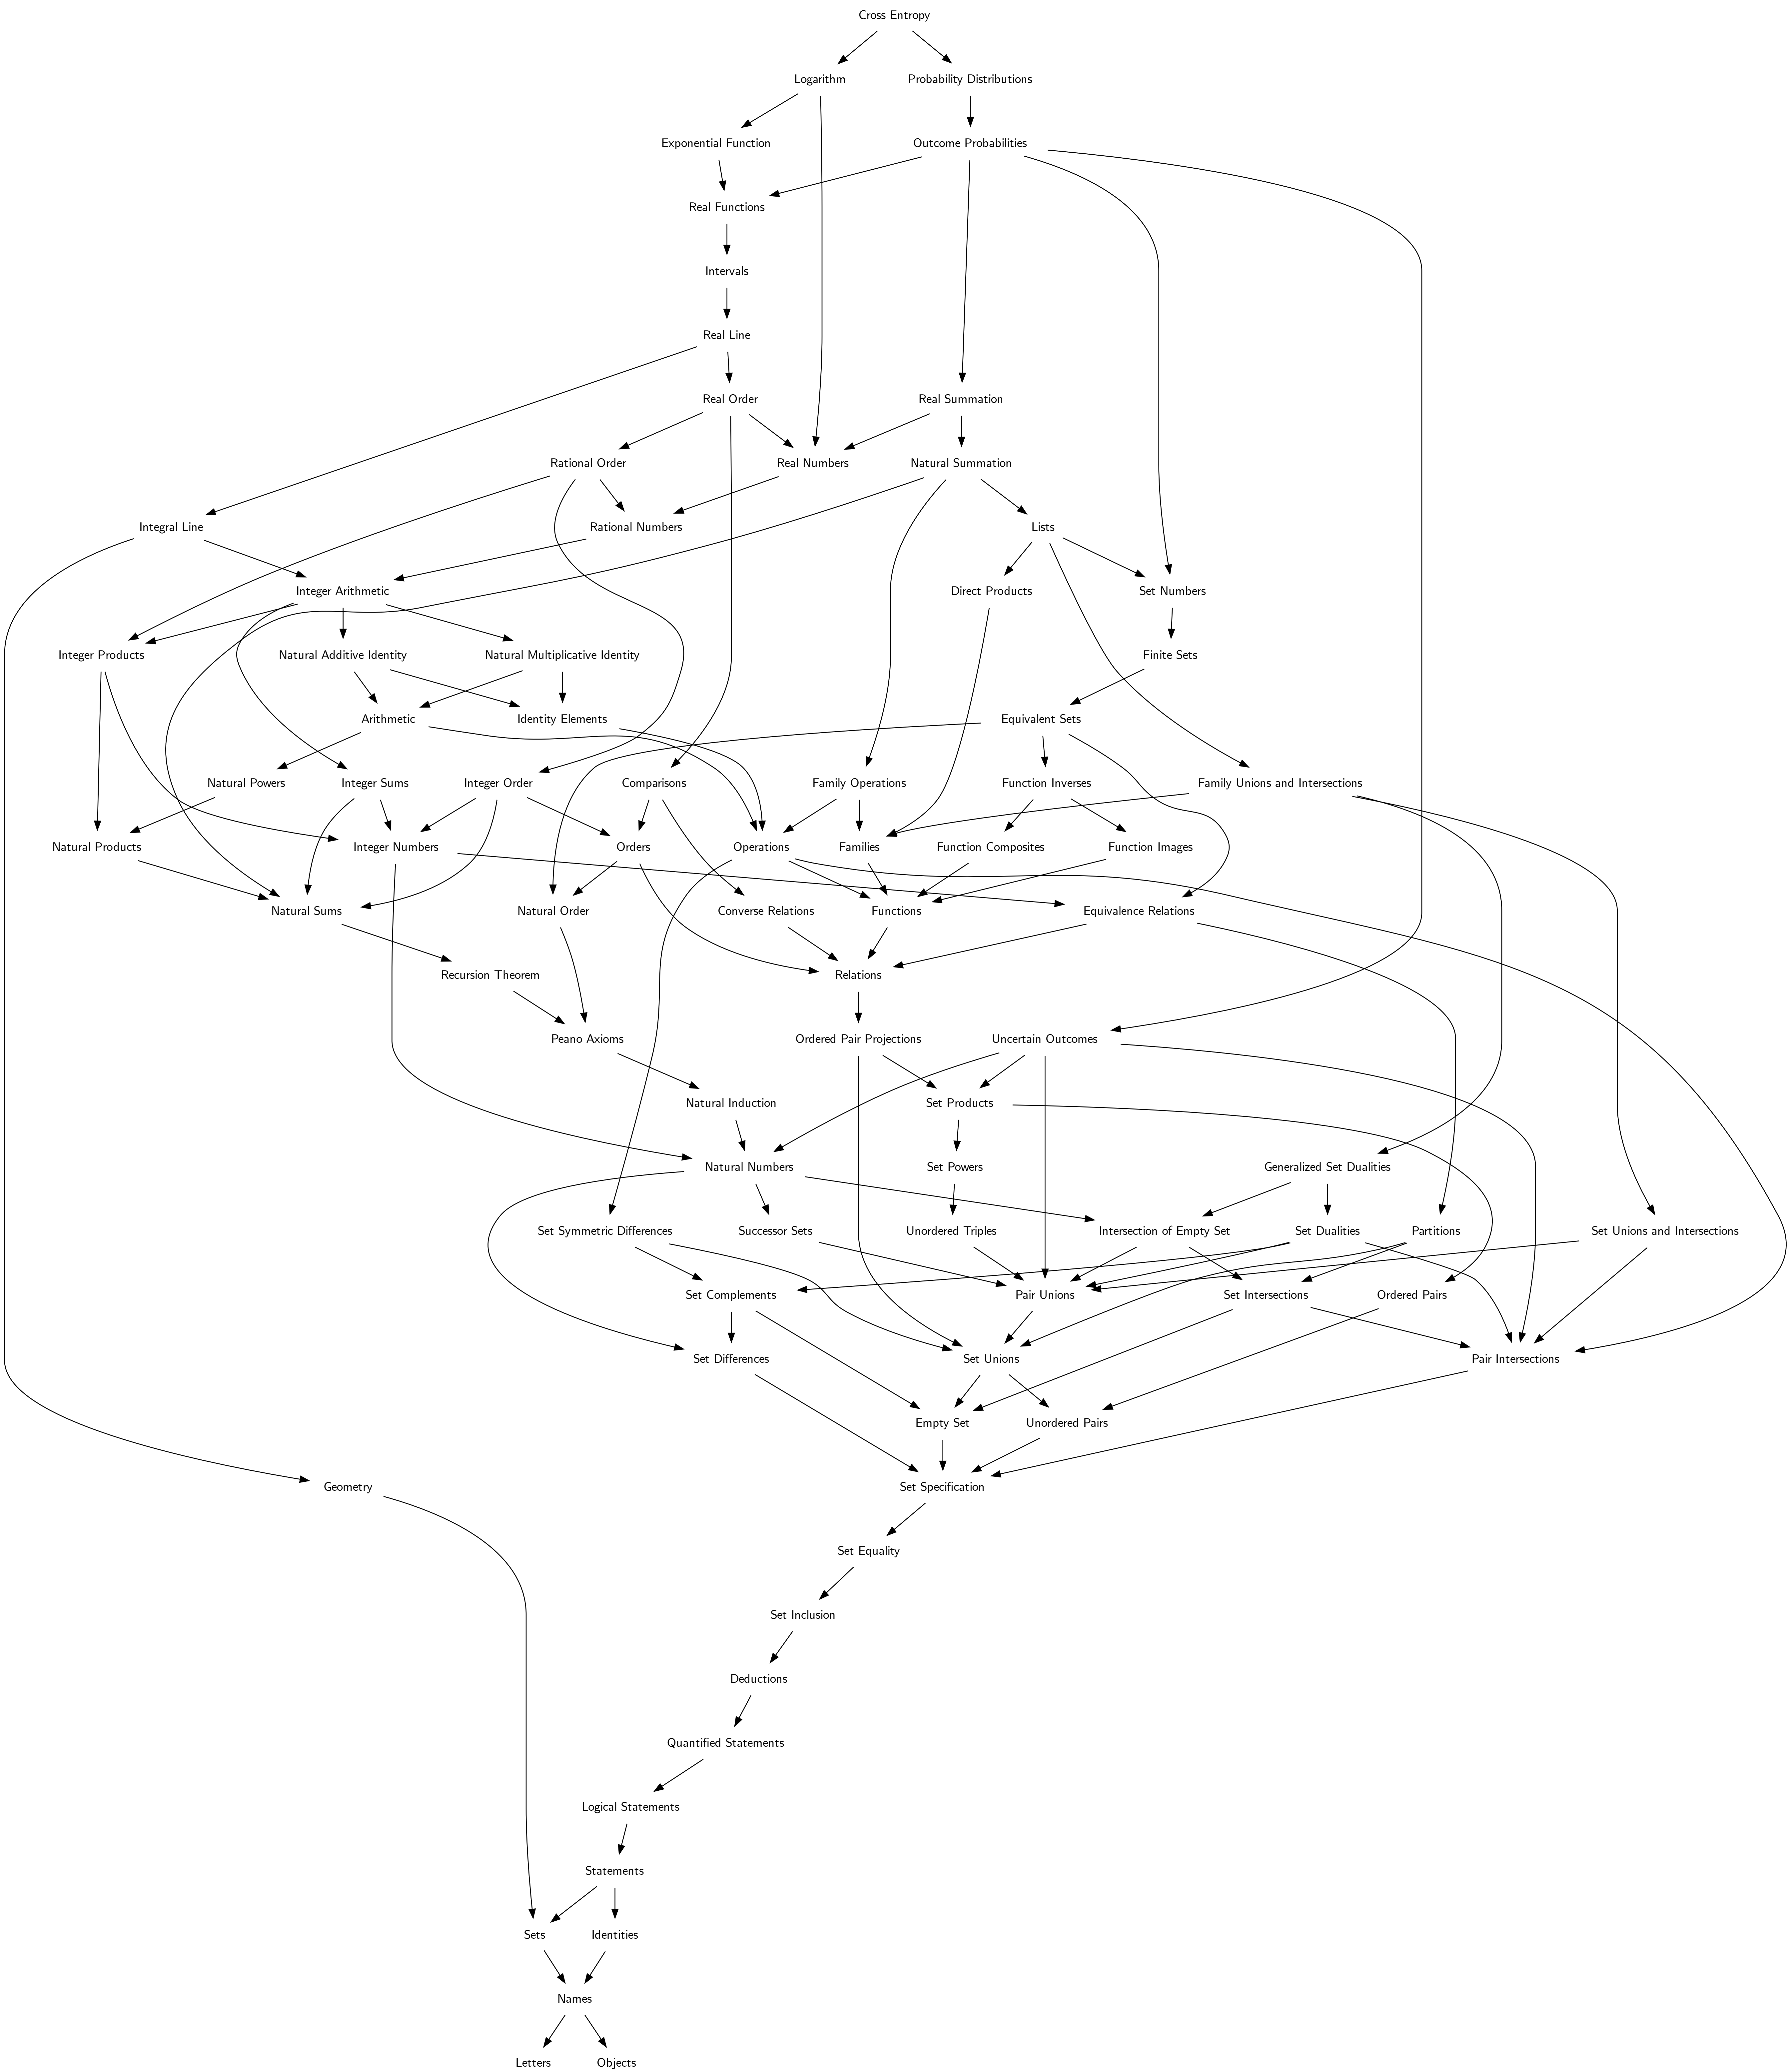 Cross Entropy
Logarithm
Probability Distributions
Exponential Function
Outcome Probabilities
Real Functions
Intervals
Real Line
Real Order
Real Summation
Rational Order
Real Numbers
Natural Summation
Integral Line
Rational Numbers
Lists
Integer Arithmetic
Direct Products
Set Numbers
Integer Products
Natural Additive Identity
Natural Multiplicative Identity
Finite Sets
Arithmetic
Identity Elements
Equivalent Sets
Natural Powers
Integer Sums
Integer Order
Comparisons
Family Operations
Function Inverses
Family Unions and Intersections
Natural Products
Integer Numbers
Orders
Operations
Families
Function Composites
Function Images
Natural Sums
Natural Order
Converse Relations
Functions
Equivalence Relations
Recursion Theorem
Relations
Peano Axioms
Ordered Pair Projections
Uncertain Outcomes
Natural Induction
Set Products
Natural Numbers
Set Powers
Generalized Set Dualities
Set Symmetric Differences
Successor Sets
Unordered Triples
Intersection of Empty Set
Set Dualities
Partitions
Set Unions and Intersections
Set Complements
Pair Unions
Set Intersections
Ordered Pairs
Set Differences
Set Unions
Pair Intersections
Empty Set
Unordered Pairs
Geometry
Set Specification
Set Equality
Set Inclusion
Deductions
Quantified Statements
Logical Statements
Statements
Sets
Identities
Names
Letters
Objects